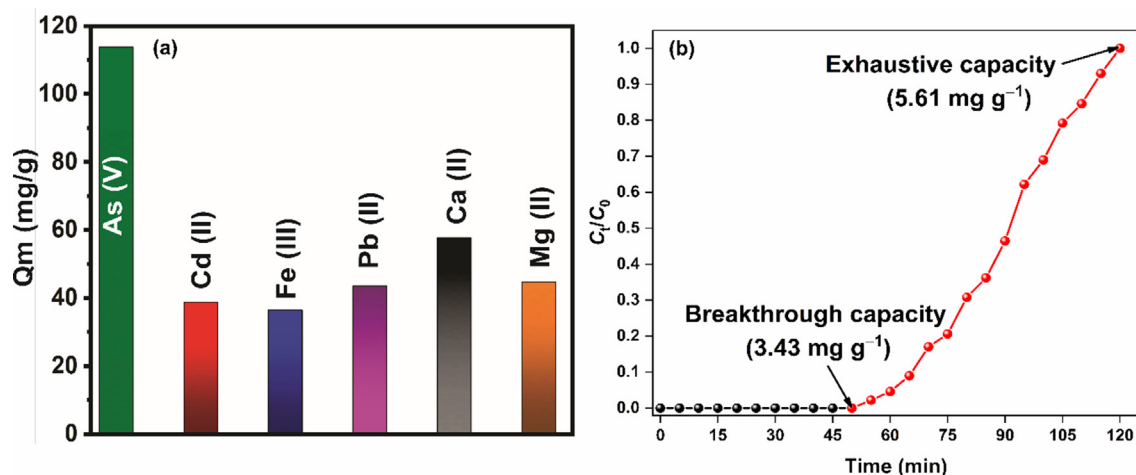 (a)
Qm (mg/g)
120
100
80
60
40
20
0
As (V)
Cd (II)
Fe (III)
Pb (II)
Ca (II)
Mg (II)
(b)
Cₜ/C₀
1.0
0.9
0.8
0.7
0.6
0.5
0.4
0.3
0.2
0.1
0.0
Exhaustive capacity
(5.61 mg g⁻¹)
Breakthrough capacity
(3.43 mg g⁻¹)
0 15 30 45 60 75 90 105 120
Time (min)